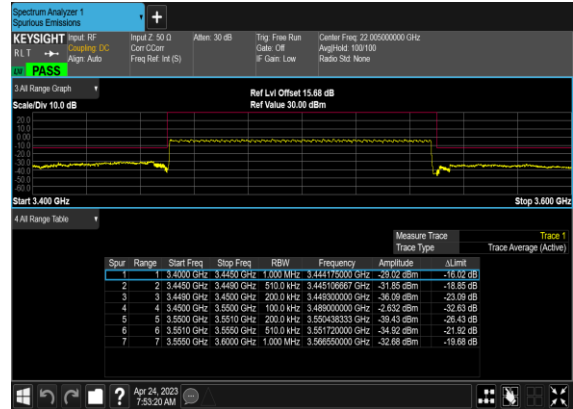 Spectrum Analyzer 1
Spurious Emissions
KEYSIGHT Input: RF Input Z: 50 Ω Atten: 30 dB Trig: Free Run Center Freq: 22.005000000 GHz
RLT Coupling: DC Corr CCorr Gate: Off Avg|Hold: 100/100
Align: Auto Freq Ref: Int (S) IF Gain: Low Radio Std: None
PASS
3 All Range Graph
Ref Lvl Offset 15.68 dB
Scale/Div 10.0 dB Ref Value 30.00 dBm
20.0
10.0
0.00
-10.0
-20.0
-30.0
-40.0
-50.0
-60.0
Start 3.400 GHz Stop 3.600 GHz
4 All Range Table
Measure Trace Trace 1
Trace Type Trace Average (Active)
Spur Range Start Freq Stop Freq RBW Frequency Amplitude ΔLimit
1 1 3.4000 GHz 3.4450 GHz 1.000 MHz 3.444175000 GHz -29.02 dBm -16.02 dB
2 2 3.4450 GHz 3.4490 GHz 510.0 kHz 3.445106667 GHz -31.85 dBm -18.85 dB
3 3 3.4490 GHz 3.4500 GHz 200.0 kHz 3.449300000 GHz -36.09 dBm -23.09 dB
4 4 3.4500 GHz 3.5500 GHz 100.0 kHz 3.489000000 GHz -2.632 dBm -32.63 dB
5 5 3.5500 GHz 3.5510 GHz 200.0 kHz 3.550438333 GHz -39.43 dBm -26.43 dB
6 6 3.5510 GHz 3.5550 GHz 510.0 kHz 3.551720000 GHz -34.92 dBm -21.92 dB
7 7 3.5550 GHz 3.6000 GHz 1.000 MHz 3.566550000 GHz -32.68 dBm -19.68 dB
Apr 24, 2023
7:53:20 AM